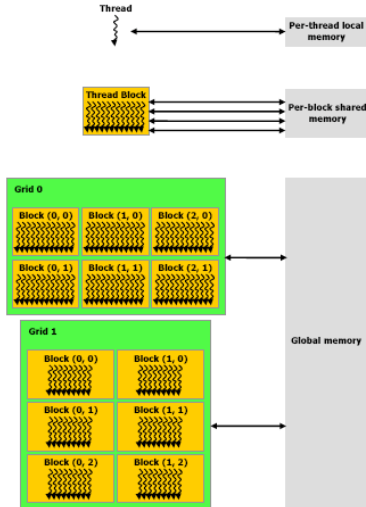 Thread
Per-thread local
memory
Thread Block
Per-block shared
memory
Grid 0
Block (0, 0) Block (1, 0) Block (2, 0)
Block (0, 1) Block (1, 1) Block (2, 1)
Global memory
Grid 1
Block (0, 0) Block (1, 0)
Block (0, 1) Block (1, 1)
Block (0, 2) Block (1, 2)